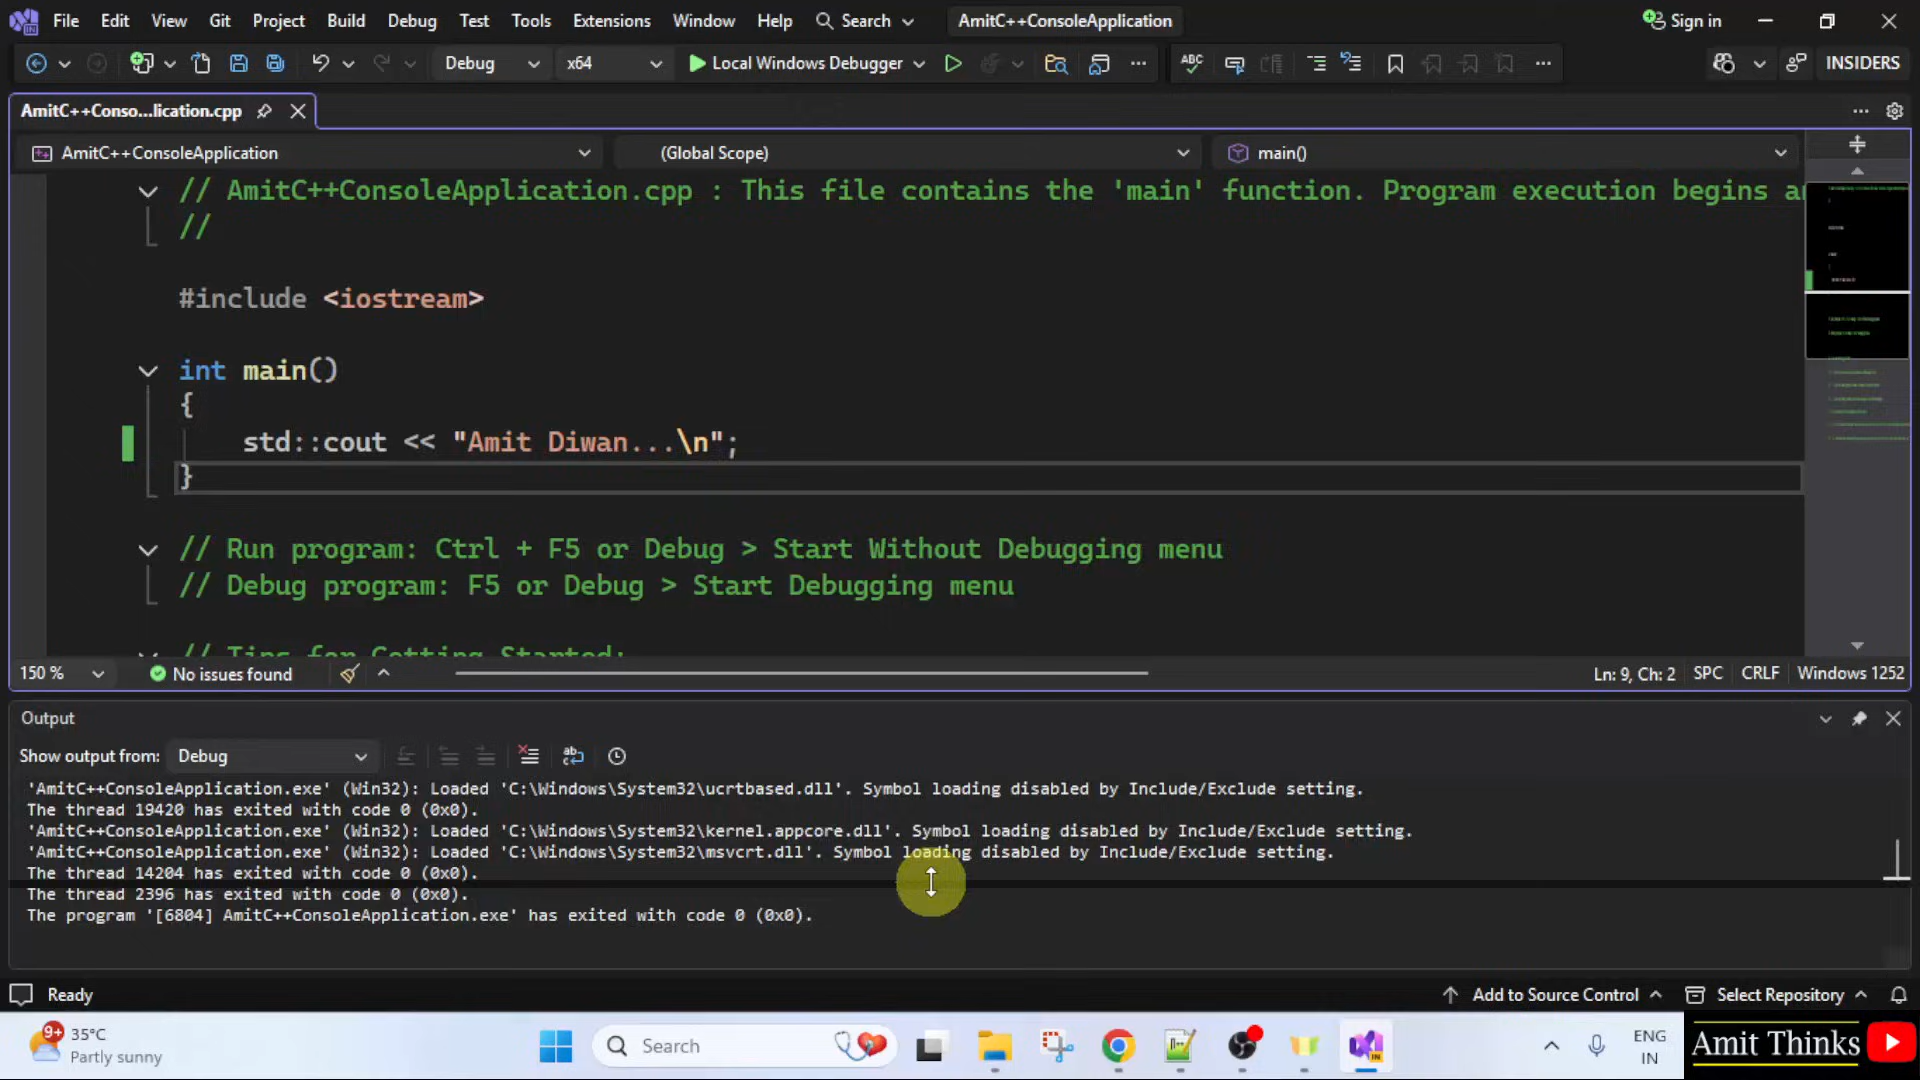 File Edit View Git Project Build Debug Test Tools Extensions Window Help Search AmitC++ConsoleApplication Sign in
Debug x64 Local Windows Debugger ABC INSIDERS
AmitC++Conso...lication.cpp
AmitC++ConsoleApplication (Global Scope) main()
// AmitC++ConsoleApplication.cpp : This file contains the 'main' function. Program execution begins
//
#include <iostream>
int main()
{
std::cout << "Amit Diwan...\n";
}
// Run program: Ctrl + F5 or Debug > Start Without Debugging menu
// Debug program: F5 or Debug > Start Debugging menu
// Tips for Getting Started:
150 % No issues found Ln: 9, Ch: 2 SPC CRLF Windows 1252
Output
Show output from: Debug
'AmitC++ConsoleApplication.exe' (Win32): Loaded 'C:\Windows\System32\ucrtbased.dll'. Symbol loading disabled by Include/Exclude setting.
The thread 19420 has exited with code 0 (0x0).
'AmitC++ConsoleApplication.exe' (Win32): Loaded 'C:\Windows\System32\kernel.appcore.dll'. Symbol loading disabled by Include/Exclude setting.
'AmitC++ConsoleApplication.exe' (Win32): Loaded 'C:\Windows\System32\msvcrt.dll'. Symbol loading disabled by Include/Exclude setting.
The thread 14204 has exited with code 0 (0x0).
The thread 2396 has exited with code 0 (0x0).
The program '[6804] AmitC++ConsoleApplication.exe' has exited with code 0 (0x0).
Ready Add to Source Control Select Repository
9+ 35°C
Partly sunny
Search
ENG
IN
Amit Thinks